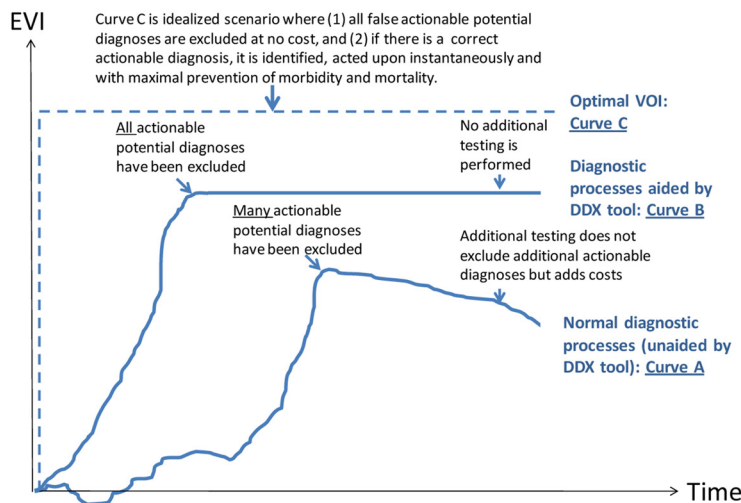 EVI
Curve C is idealized scenario where (1) all false actionable potential
diagnoses are excluded at no cost, and (2) if there is a correct
actionable diagnosis, it is identified, acted upon instantaneously and
with maximal prevention of morbidity and mortality.
Optimal VOI:
Curve C
All actionable
potential diagnoses
have been excluded
No additional
testing is
performed
Diagnostic
processes aided by
DDX tool: Curve B
Many actionable
potential diagnoses
have been excluded
Additional testing does not
exclude additional actionable
diagnoses but adds costs
Normal diagnostic
processes (unaided by
DDX tool): Curve A
Time